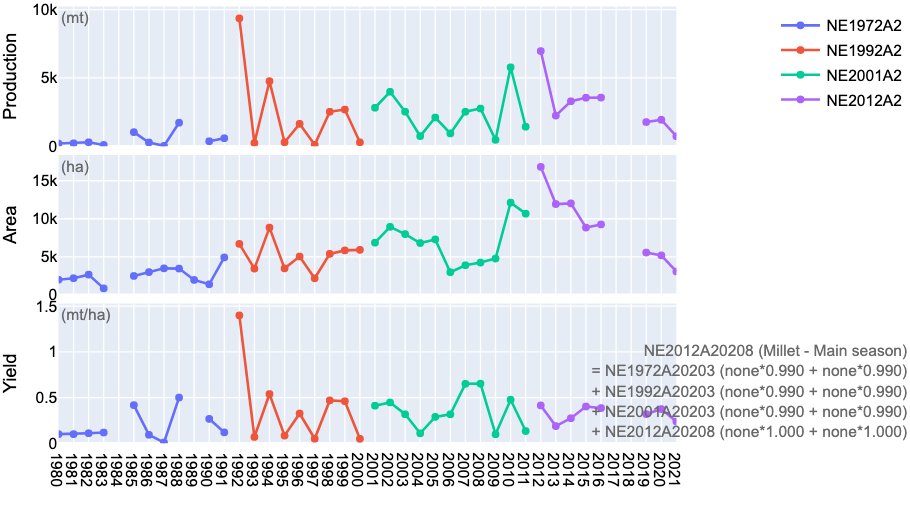 10k
(mt)
Production
5k
0
NE1972A2
NE1992A2
NE2001A2
NE2012A2
(ha)
15k
Area
10k
5k
0
1.5
(mt/ha)
1
Yield
0.5
0
NE2012A20208 (Millet - Main season)
= NE1972A20203 (none*0.990 + none*0.990)
+ NE1992A20203 (none*0.990 + none*0.990)
+ NE2001A20203 (none*0.990 + none*0.990)
+ NE2012A20208 (none*1.000 + none*1.000)
1980
1981
1982
1983
1984
1985
1986
1987
1988
1989
1990
1991
1992
1993
1994
1995
1996
1997
1998
1999
2000
2001
2002
2003
2004
2005
2006
2007
2008
2009
2010
2011
2012
2013
2014
2015
2016
2017
2018
2019
2020
2021